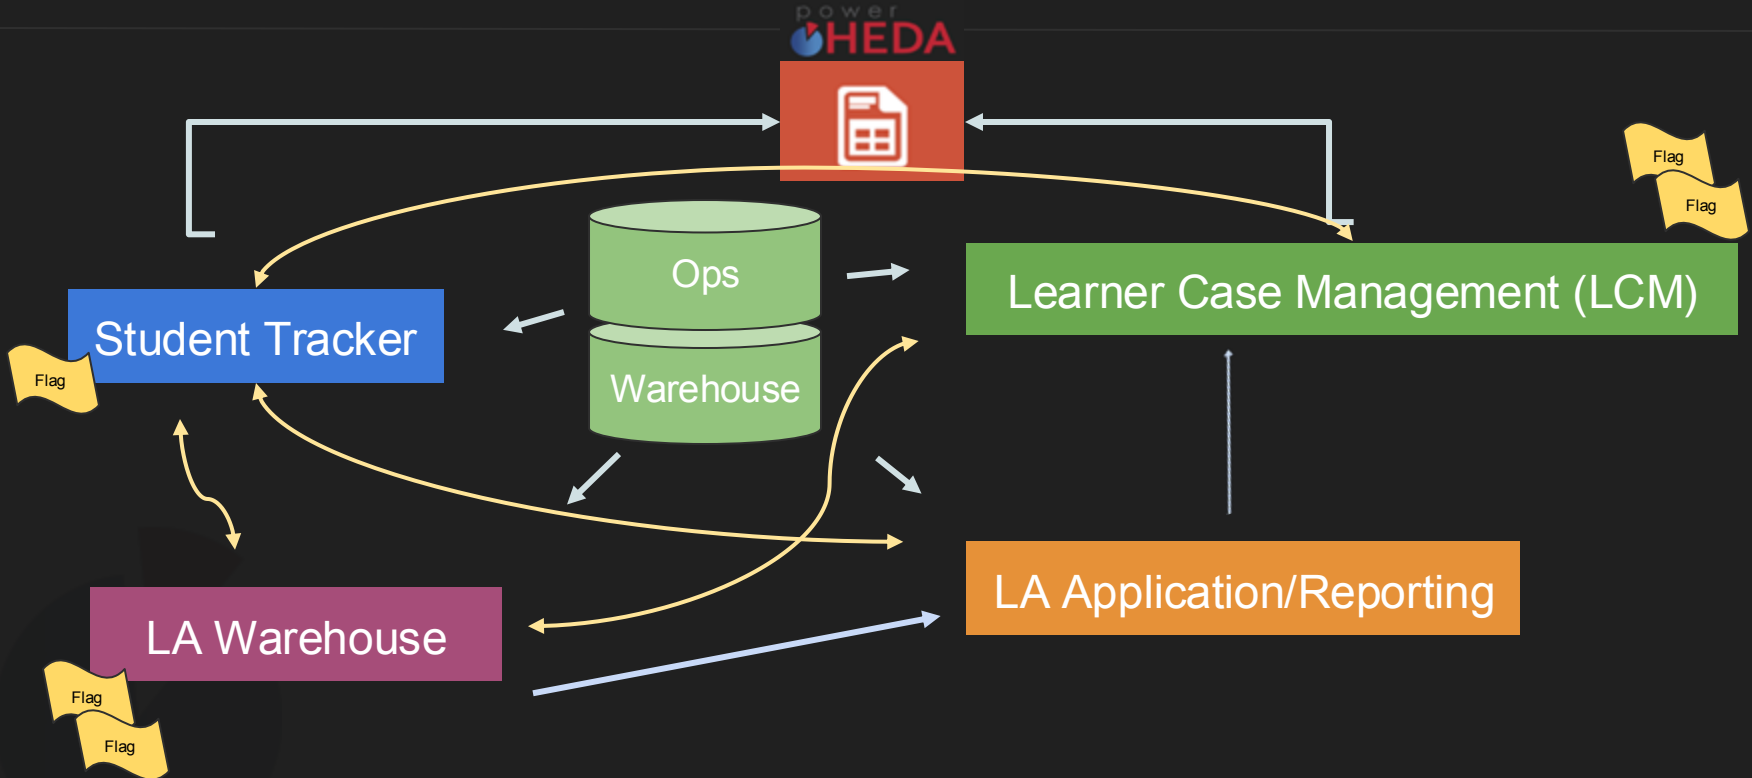 power
HEDA
Flag
Flag
Ops
Learner Case Management (LCM)
Student Tracker
Flag
Warehouse
LA Application/Reporting
LA Warehouse
Flag
Flag